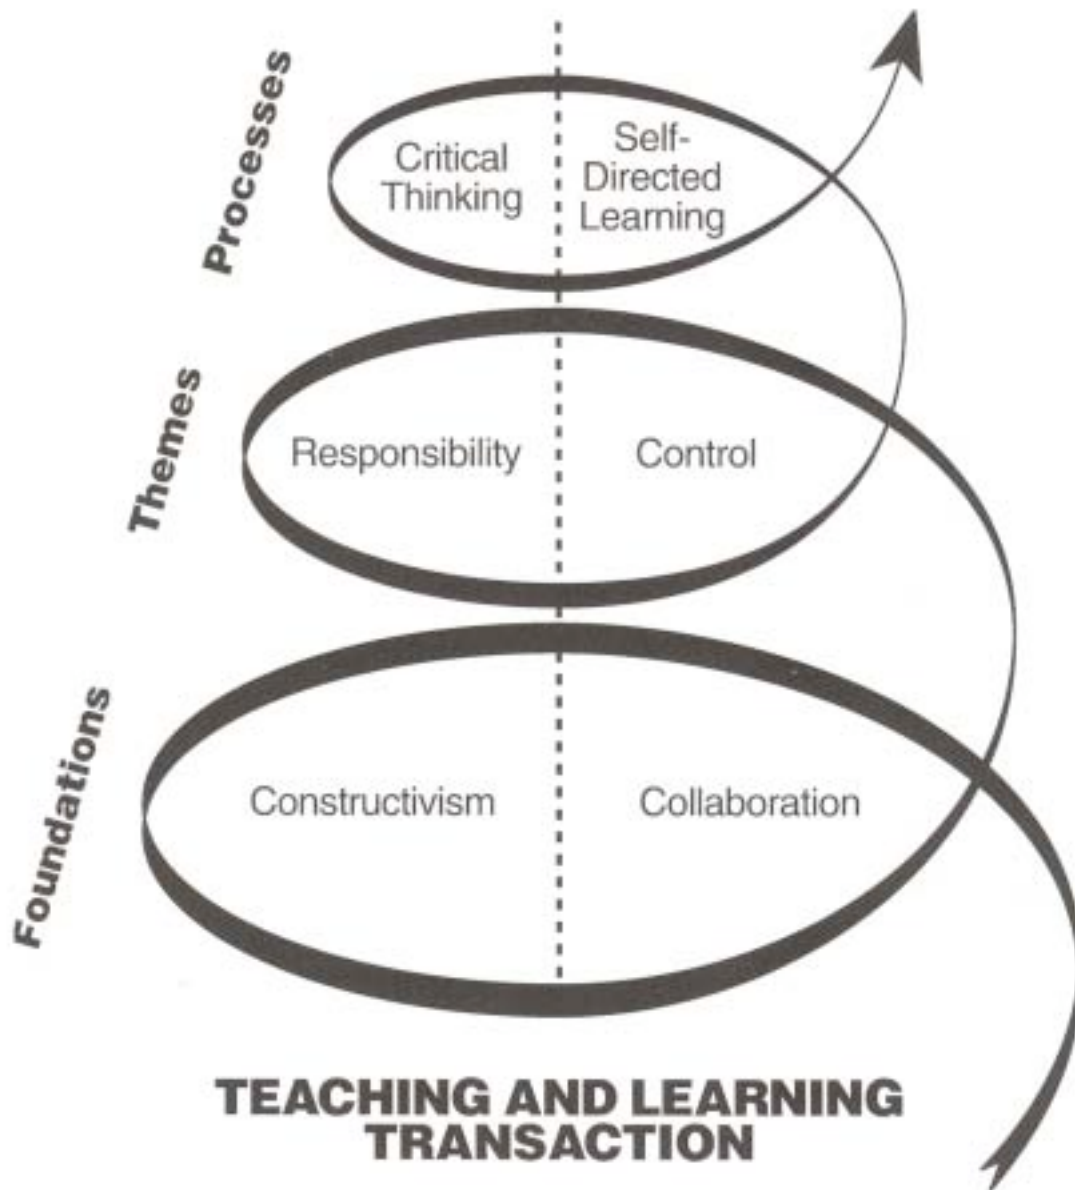 Processes
Critical
Thinking
Self-
Directed
Learning
Themes
Responsibility
Control
Foundations
Constructivism
Collaboration
TEACHING AND LEARNING
TRANSACTION